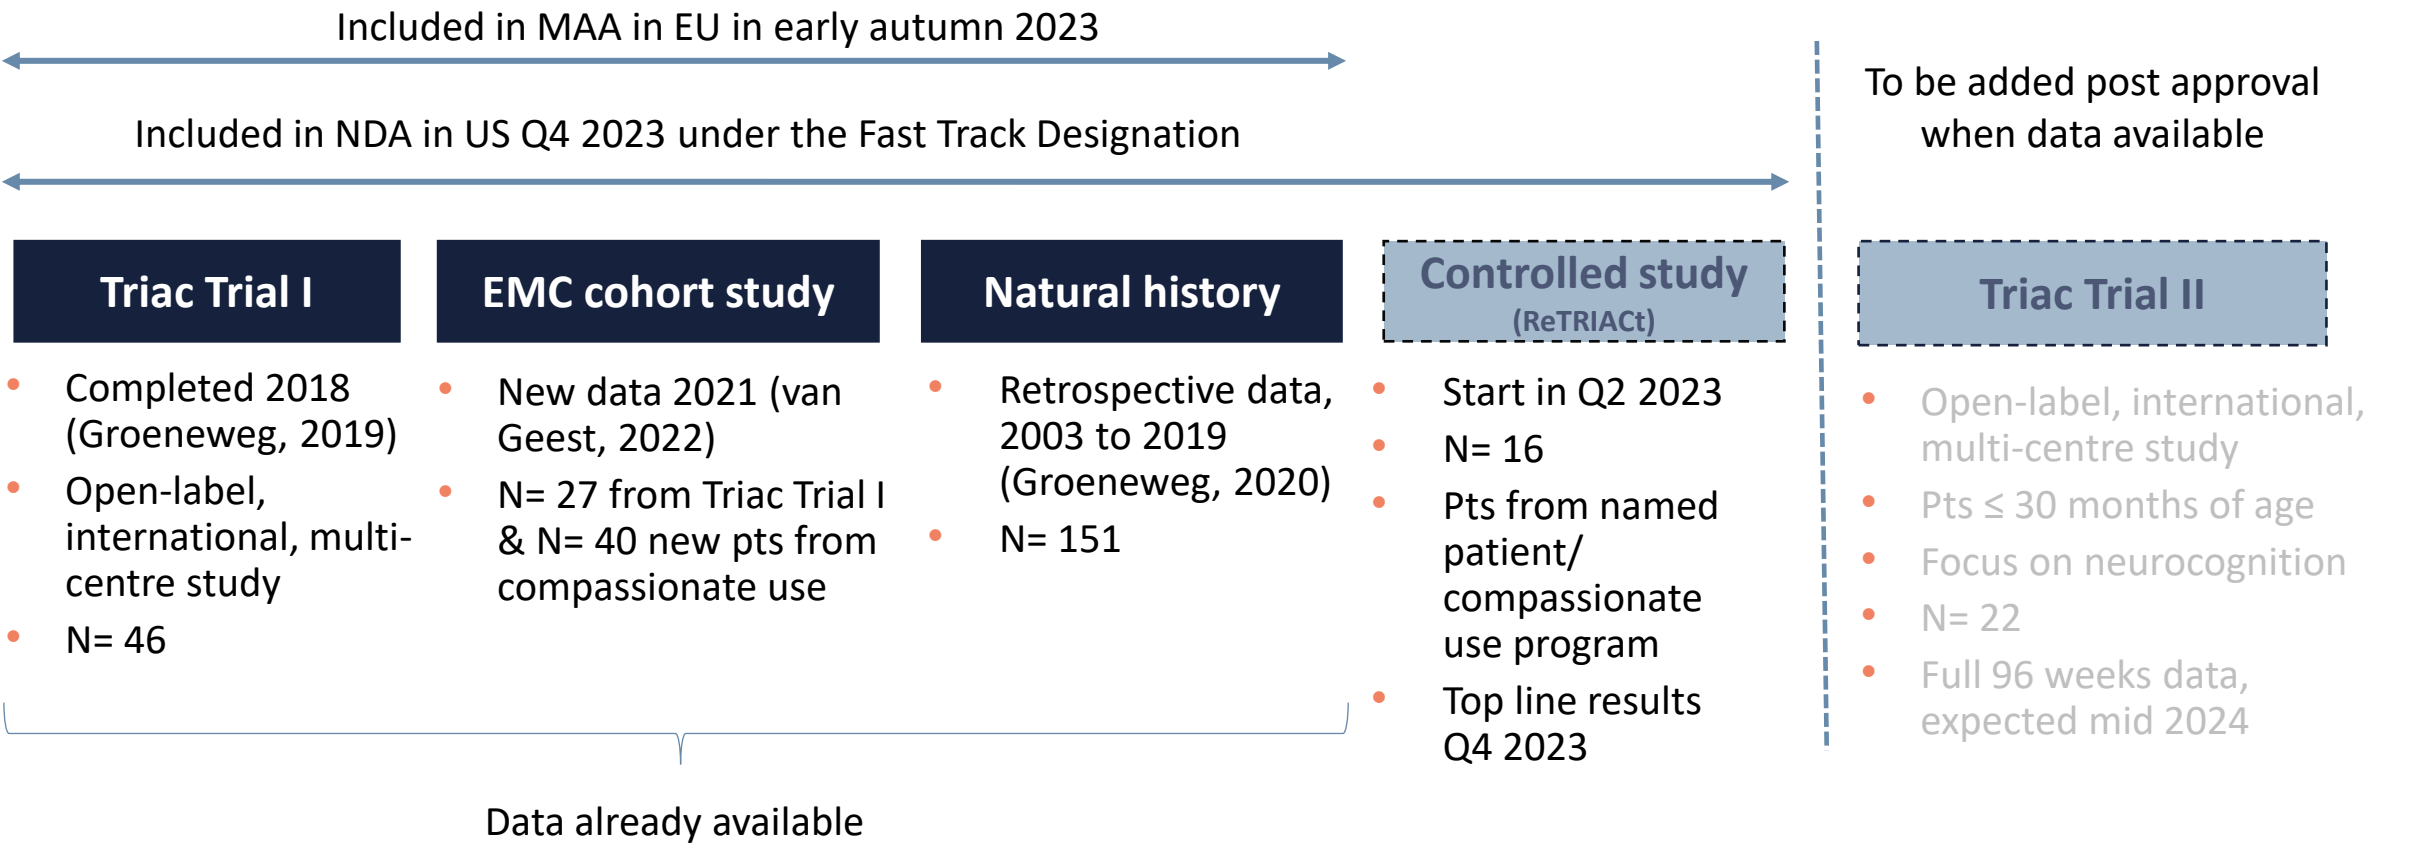 Included in MAA in EU in early autumn 2023
Included in NDA in US Q4 2023 under the Fast Track Designation
To be added post approval
when data available
Triac Trial I
• Completed 2018
(Groeneweg, 2019)
• Open-label,
international, multi-
centre study
• N= 46
EMC cohort study
• New data 2021 (van
Geest, 2022)
• N= 27 from Triac Trial I
& N= 40 new pts from
compassionate use
Natural history
• Retrospective data,
2003 to 2019
(Groeneweg, 2020)
• N= 151
Controlled study
(ReTRIACt)
• Start in Q2 2023
• N= 16
• Pts from named
patient/
compassionate
use program
• Top line results
Q4 2023
Triac Trial II
• Open-label, international,
multi-centre study
• Pts ≤ 30 months of age
• Focus on neurocognition
• N= 22
• Full 96 weeks data,
expected mid 2024
Data already available